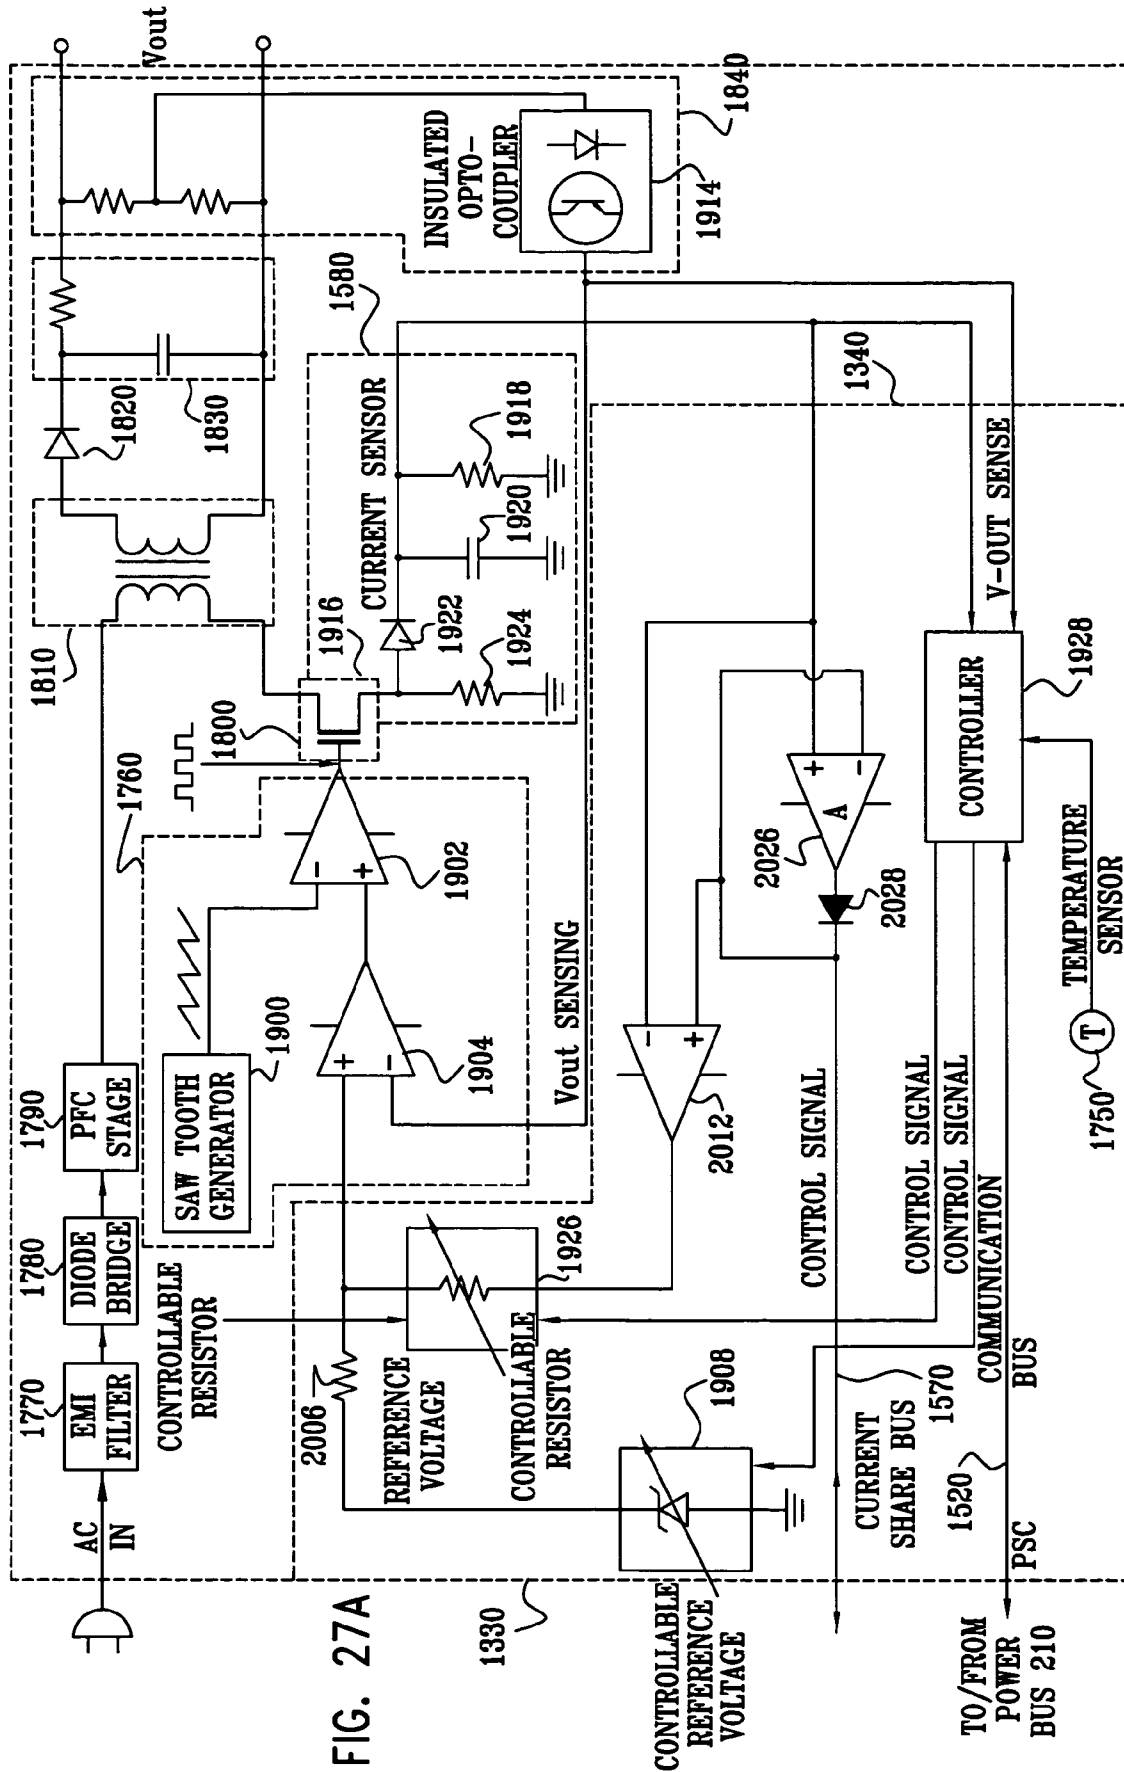 FIG. 27A
AC
IN
1770
EMI
FILTER
1780
DIODE
BRIDGE
1790
PFC
STAGE
1760
1810
1820
1830
Vout
SAW TOOTH
GENERATOR
1900
1902
1904
1800
1916
CURRENT SENSOR
1580
1922
1924
1920
1918
INSULATED
OPTO-
COUPLER
1914
1840
CONTROLLABLE
RESISTOR
2006
REFERENCE
VOLTAGE
CONTROLLABLE
RESISTOR
1926
Vout SENSING
1340
1330
CONTROLLABLE
REFERENCE
VOLTAGE
1908
-
+
+
-
-
+
2012
+
-
A
2026
2028
CONTROL SIGNAL
CURRENT
SHARE BUS
1570
CONTROL SIGNAL
CONTROL SIGNAL
COMMUNICATION
BUS
1520
PSC
TO/FROM
POWER
BUS 210
CONTROLLER
1928
V-OUT SENSE
T
1750
TEMPERATURE
SENSOR